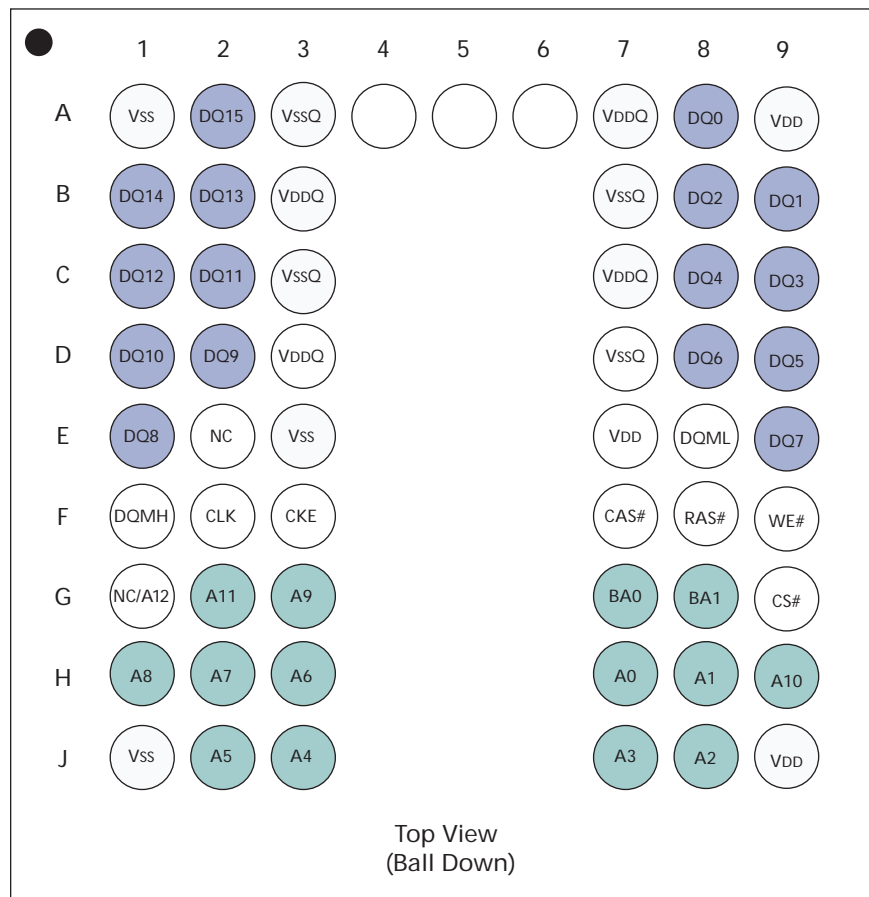 1 2 3 4 5 6 7 8 9
A VSS DQ15 VSSQ VDDQ DQ0 VDD
B DQ14 DQ13 VDDQ VSSQ DQ2 DQ1
C DQ12 DQ11 VSSQ VDDQ DQ4 DQ3
D DQ10 DQ9 VDDQ VSSQ DQ6 DQ5
E DQ8 NC VSS VDD DQML DQ7
F DQMH CLK CKE CAS# RAS# WE#
G NC/A12 A11 A9 BA0 BA1 CS#
H A8 A7 A6 A0 A1 A10
J VSS A5 A4 A3 A2 VDD
Top View
(Ball Down)